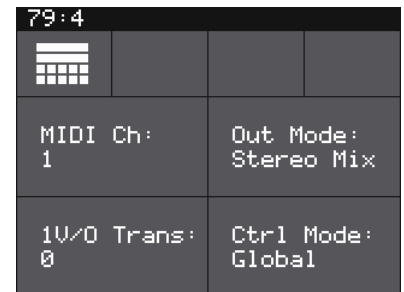 79:4
MIDI Ch:
1
Out Mode:
Stereo Mix
1V/O Trans:
0
Ctrl Mode:
Global